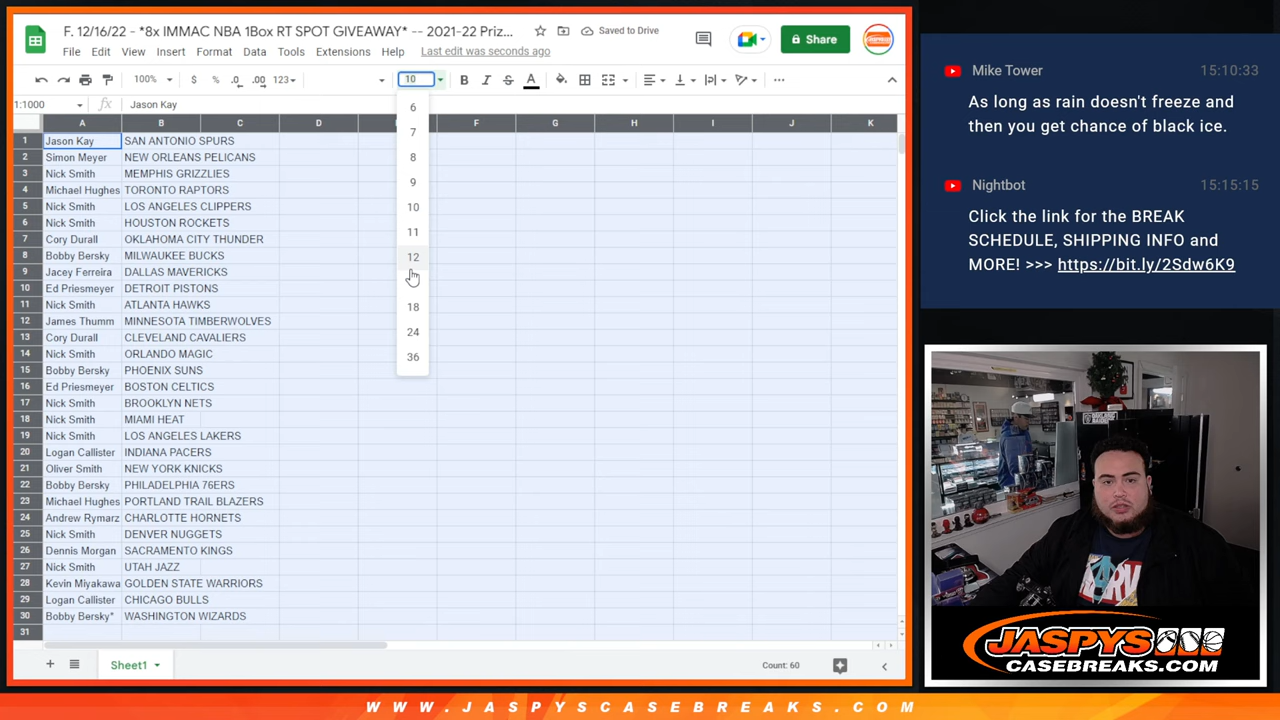 F. 12/16/22 - *8x IMMAC NBA 1Box RT SPOT GIVEAWAY* -- 2021-22 Priz...
Saved to Drive
Share
File Edit View Insert Format Data Tools Extensions Help Last edit was seconds ago
100% $ % .0 .00 123 10 B I S A
1:1000 fx Jason Kay
A B C D F G H I J K
1 Jason Kay SAN ANTONIO SPURS
2 Simon Meyer NEW ORLEANS PELICANS
3 Nick Smith MEMPHIS GRIZZLIES
4 Michael Hughes TORONTO RAPTORS
5 Nick Smith LOS ANGELES CLIPPERS
6 Nick Smith HOUSTON ROCKETS
7 Cory Durall OKLAHOMA CITY THUNDER
8 Bobby Bersky MILWAUKEE BUCKS
9 Jacey Ferreira DALLAS MAVERICKS
10 Ed Priesmeyer DETROIT PISTONS
11 Nick Smith ATLANTA HAWKS
12 James Thumm MINNESOTA TIMBERWOLVES
13 Cory Durall CLEVELAND CAVALIERS
14 Nick Smith ORLANDO MAGIC
15 Bobby Bersky PHOENIX SUNS
16 Ed Priesmeyer BOSTON CELTICS
17 Nick Smith BROOKLYN NETS
18 Nick Smith MIAMI HEAT
19 Nick Smith LOS ANGELES LAKERS
20 Logan Callister INDIANA PACERS
21 Oliver Smith NEW YORK KNICKS
22 Bobby Bersky PHILADELPHIA 76ERS
23 Michael Hughes PORTLAND TRAIL BLAZERS
24 Andrew Rymarz CHARLOTTE HORNETS
25 Nick Smith DENVER NUGGETS
26 Dennis Morgan SACRAMENTO KINGS
27 Nick Smith UTAH JAZZ
28 Kevin Miyakawa GOLDEN STATE WARRIORS
29 Logan Callister CHICAGO BULLS
30 Bobby Bersky* WASHINGTON WIZARDS
31
6
7
8
9
10
11
12
18
24
36
Sheet1
Count: 60
Mike Tower 15:10:33
As long as rain doesn't freeze and
then you get chance of black ice.
Nightbot 15:15:15
Click the link for the BREAK
SCHEDULE, SHIPPING INFO and
MORE! >>> https://bit.ly/2Sdw6K9
JASPYS
CASEBREAKS.COM
WWW.JASPYSCASEBREAKS.COM